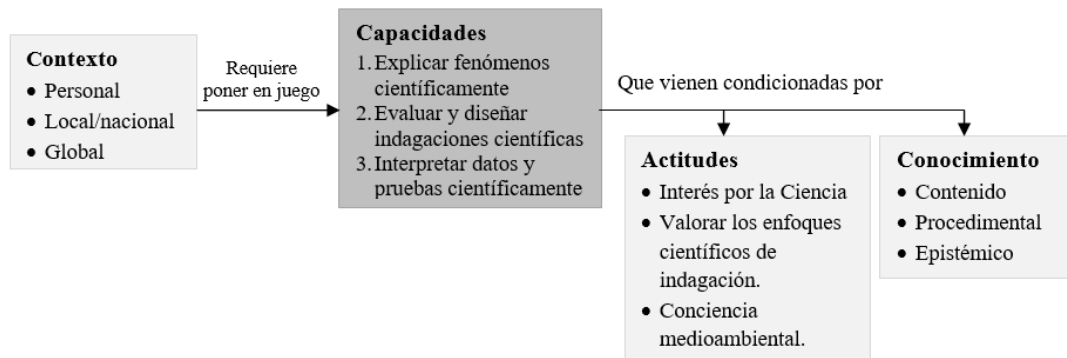 Contexto
• Personal
• Local/nacional
• Global
Requiere
poner en juego
Capacidades
1. Explicar fenómenos
científicamente
2. Evaluar y diseñar
indagaciones científicas
3. Interpretar datos y
pruebas científicamente
Que vienen condicionadas por
Actitudes
• Interés por la Ciencia
• Valorar los enfoques
científicos de
indagación.
• Conciencia
medioambiental.
Conocimiento
• Contenido
• Procedimental
• Epistémico